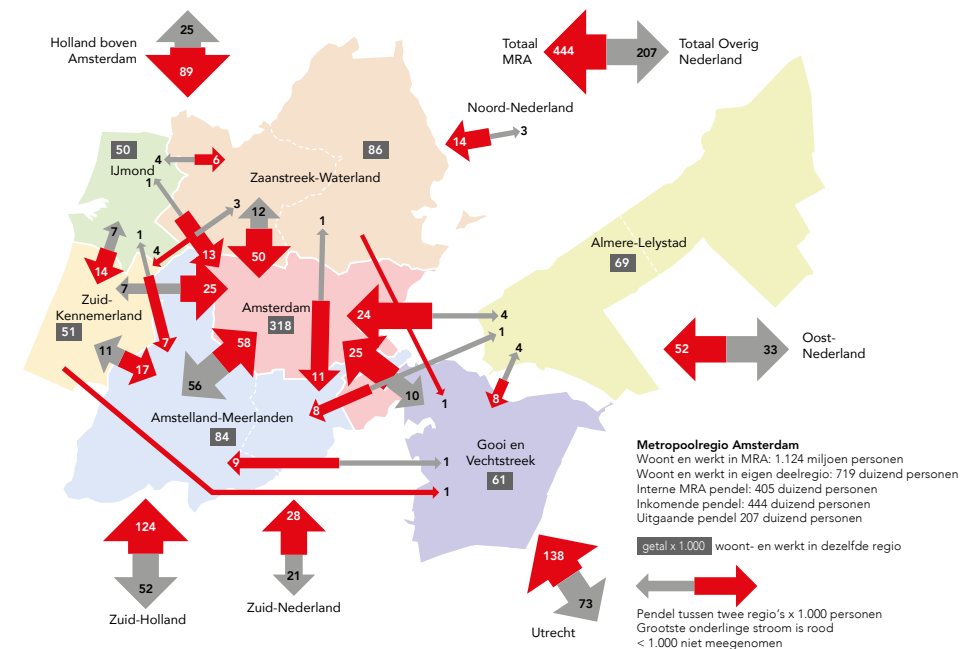 Holland boven
Amsterdam
25
89
Totaal
MRA
444
207
Totaal Overig
Nederland
Noord-Nederland
14
3
50
IJmond
4
6
1
86
Zaanstreek-Waterland
3
12
50
13
1
7
14
1
4
7
25
Zuid-
Kennemerland
51
11
17
7
Amsterdam
318
24
4
1
58
56
11
25
10
8
4
8
1
Almere-Lelystad
69
52
33
Oost-
Nederland
Amstelland-Meerlanden
84
9
1
1
Gooi en
Vechtstreek
61
124
52
Zuid-Holland
28
21
Zuid-Nederland
138
73
Utrecht
Metropoolregio Amsterdam
Woont en werkt in MRA: 1.124 miljoen personen
Woont en werkt in eigen deelregio: 719 duizend personen
Interne MRA pendel: 405 duizend personen
Inkomende pendel: 444 duizend personen
Uitgaande pendel 207 duizend personen
getal x 1.000 woont- en werkt in dezelfde regio
Pendel tussen twee regio's x 1.000 personen
Grootste onderlinge stroom is rood
< 1.000 niet meegenomen